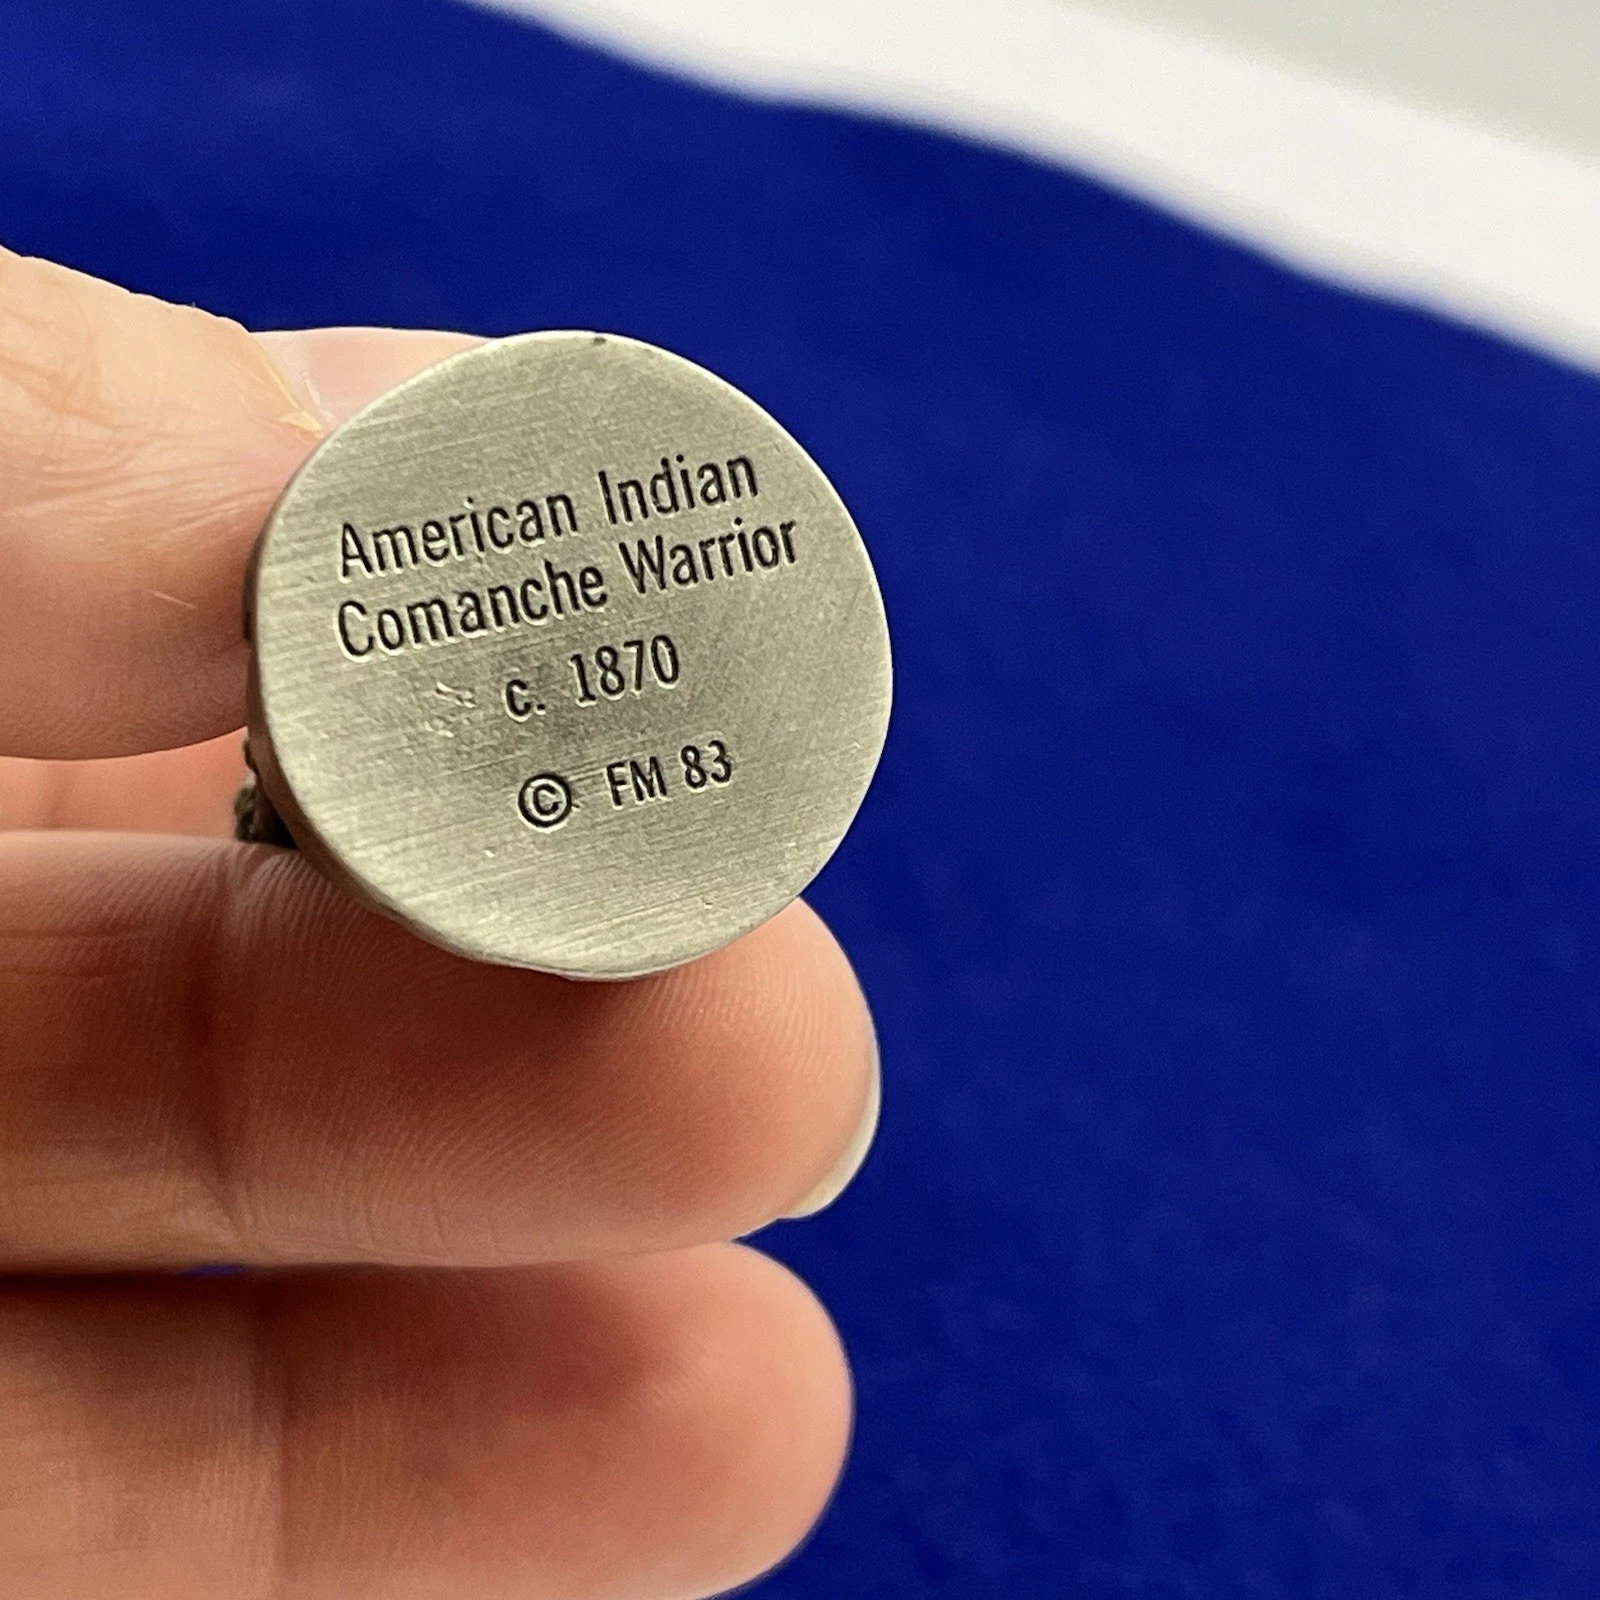 American Indian
Comanche Warrior
c. 1870
© FM 83